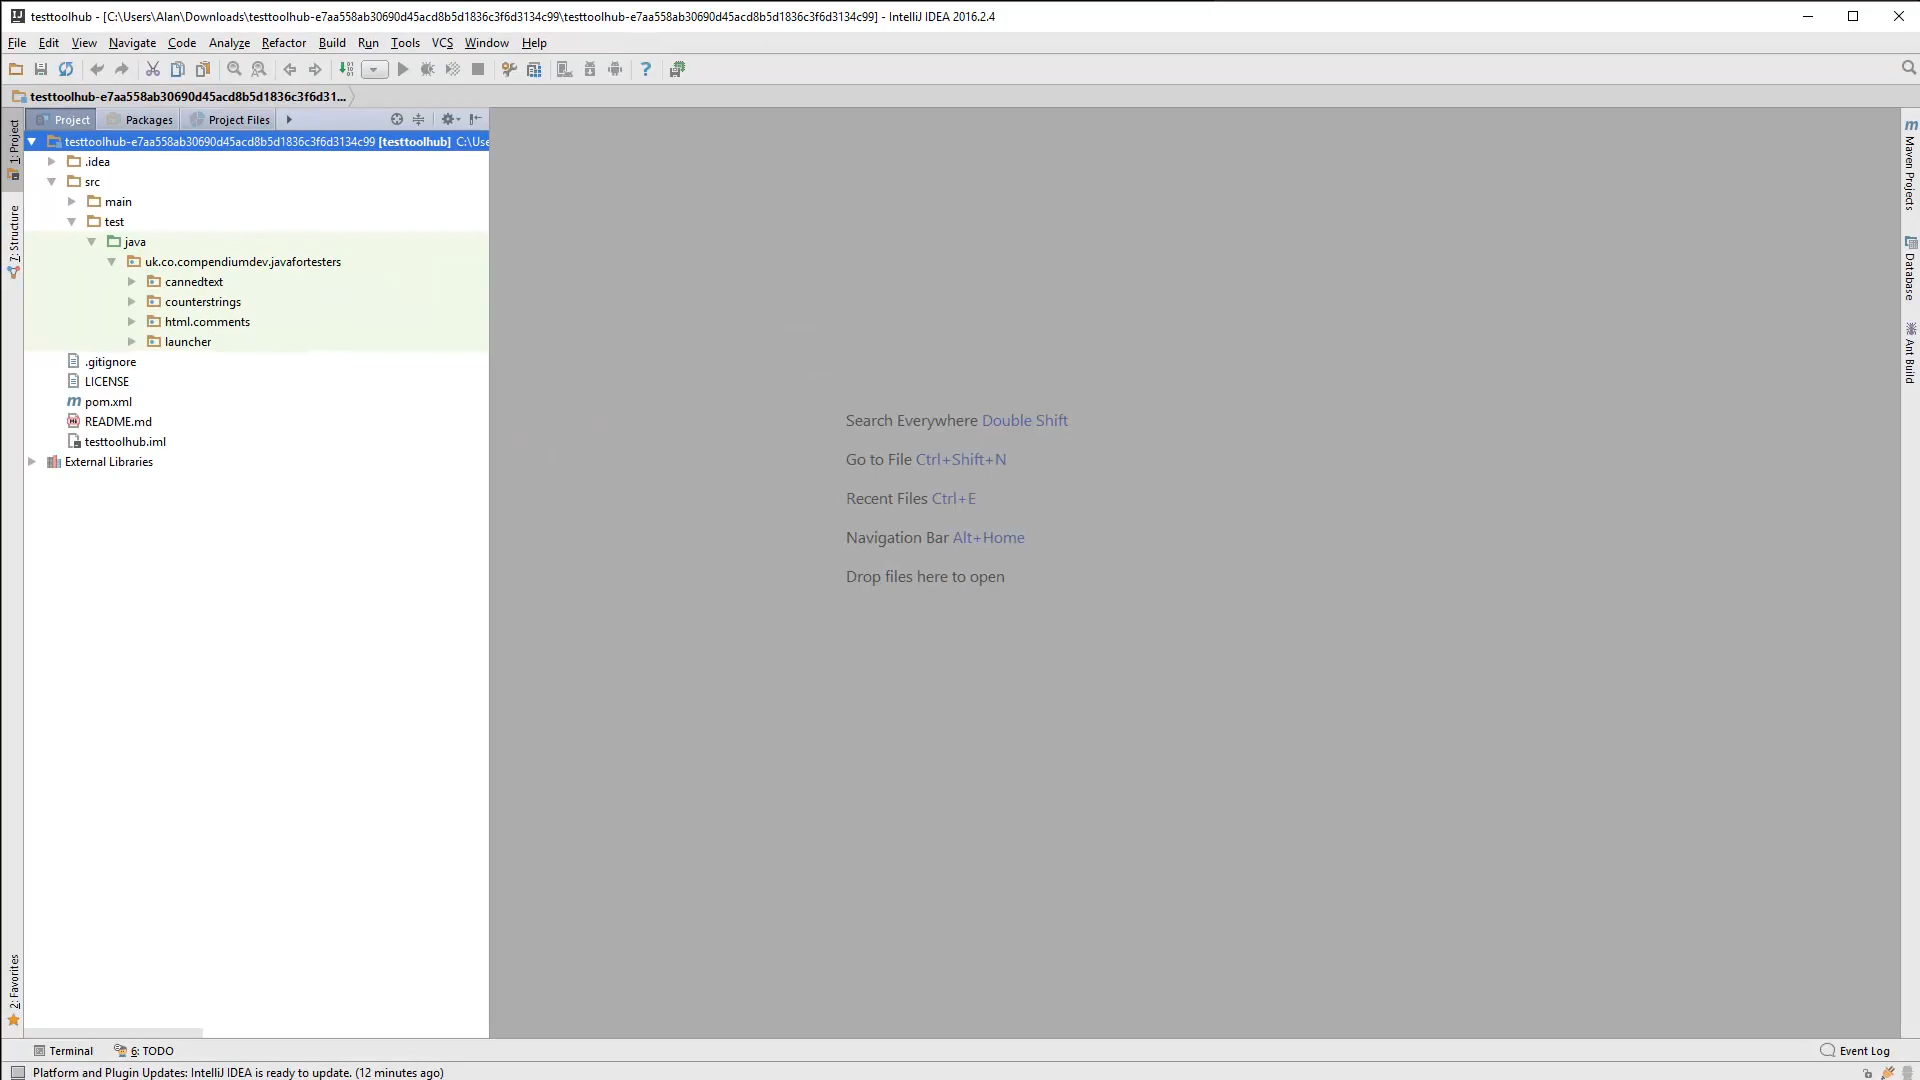 testtoolhub - [C:\Users\Alan\Downloads\testtoolhub-e7aa558ab30690d45acd8b5d1836c3f6d3134c99\testtoolhub-e7aa558ab30690d45acd8b5d1836c3f6d3134c99] - IntelliJ IDEA 2016.2.4
File Edit View Navigate Code Analyze Refactor Build Run Tools VCS Window Help
testtoolhub-e7aa558ab30690d45acd8b5d1836c3f6d31...
Project Packages Project Files
testtoolhub-e7aa558ab30690d45acd8b5d1836c3f6d3134c99 [testtoolhub] C:\Use
.idea
src
main
test
java
uk.co.compendiumdev.javafortesters
cannedtext
counterstrings
html.comments
launcher
.gitignore
LICENSE
pom.xml
README.md
testtoolhub.iml
External Libraries
1: Project
7: Structure
2: Favorites
Search Everywhere Double Shift
Go to File Ctrl+Shift+N
Recent Files Ctrl+E
Navigation Bar Alt+Home
Drop files here to open
Maven Projects
Database
Ant Build
Terminal 6: TODO Event Log
Platform and Plugin Updates: IntelliJ IDEA is ready to update. (12 minutes ago)